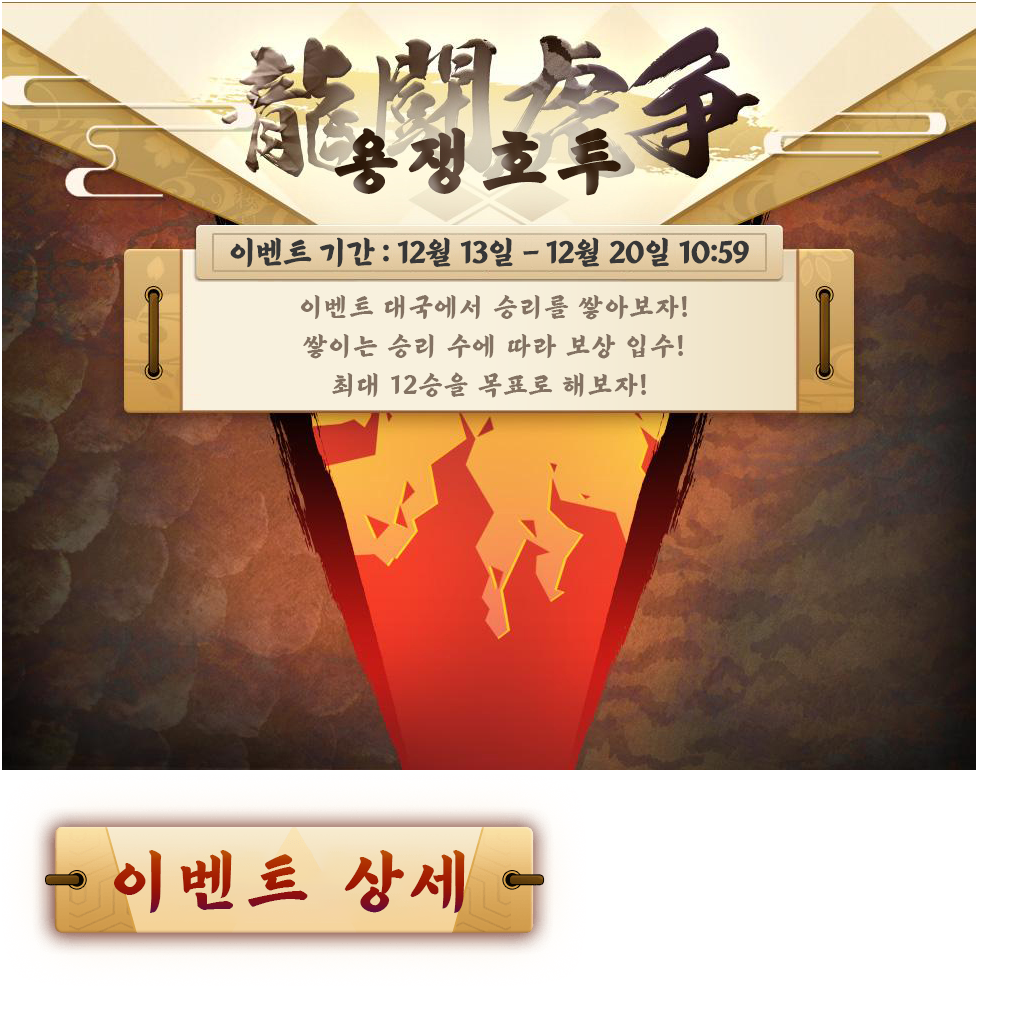 龍闘虎争
용쟁호투
이벤트 기간 : 12월 13일 – 12월 20일 10:59
이벤트 대국에서 승리를 쌓아보자!
쌓이는 승리 수에 따라 보상 입수!
최대 12승을 목표로 해보자!
이벤트 상세